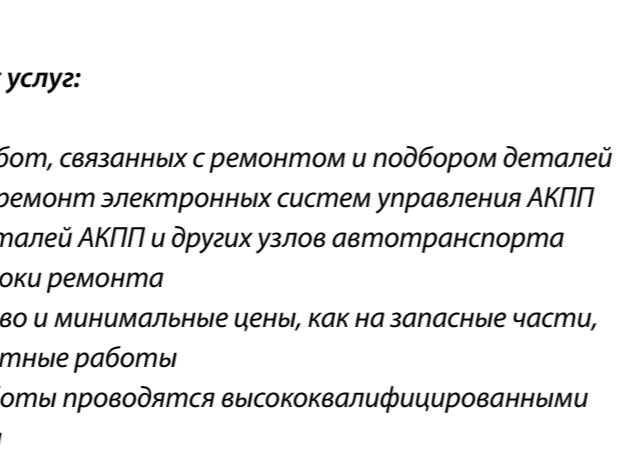 услуг:
бот, связанных с ремонтом и подбором деталей
ремонт электронных систем управления АКПП
талей АКПП и других узлов автотранспорта
оки ремонта
во и минимальные цены, как на запасные части,
тные работы
оты проводятся высококвалифицированными